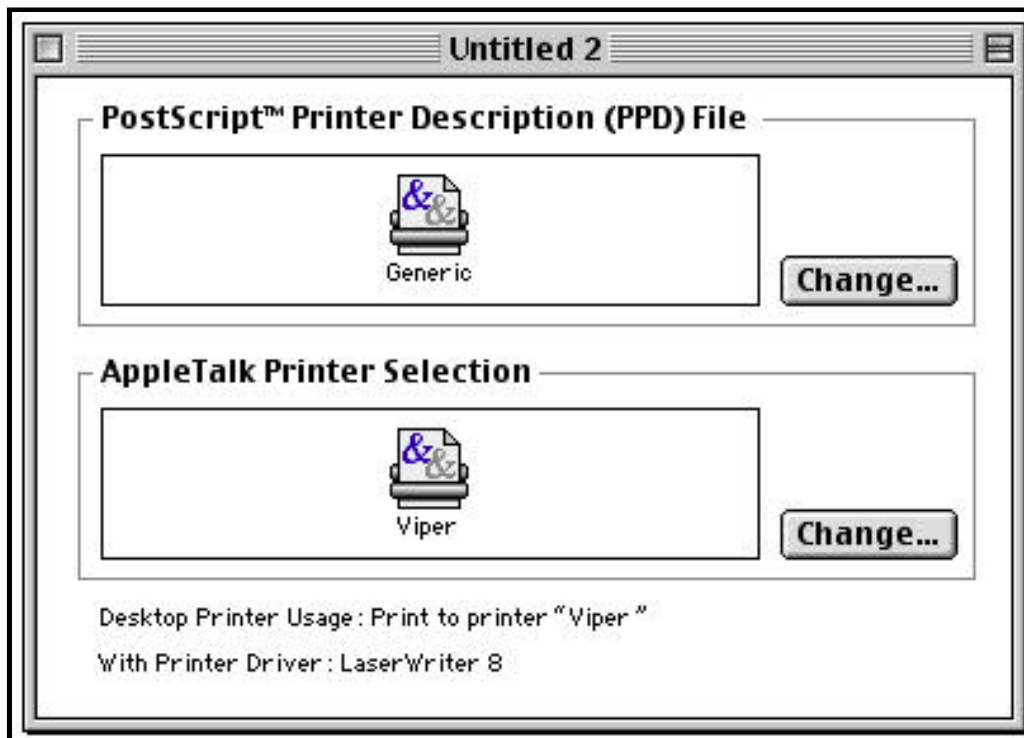 Untitled 2
PostScript™ Printer Description (PPD) File
Generic
Change...
AppleTalk Printer Selection
Viper
Change...
Desktop Printer Usage: Print to printer “Viper ”
With Printer Driver: LaserWriter 8